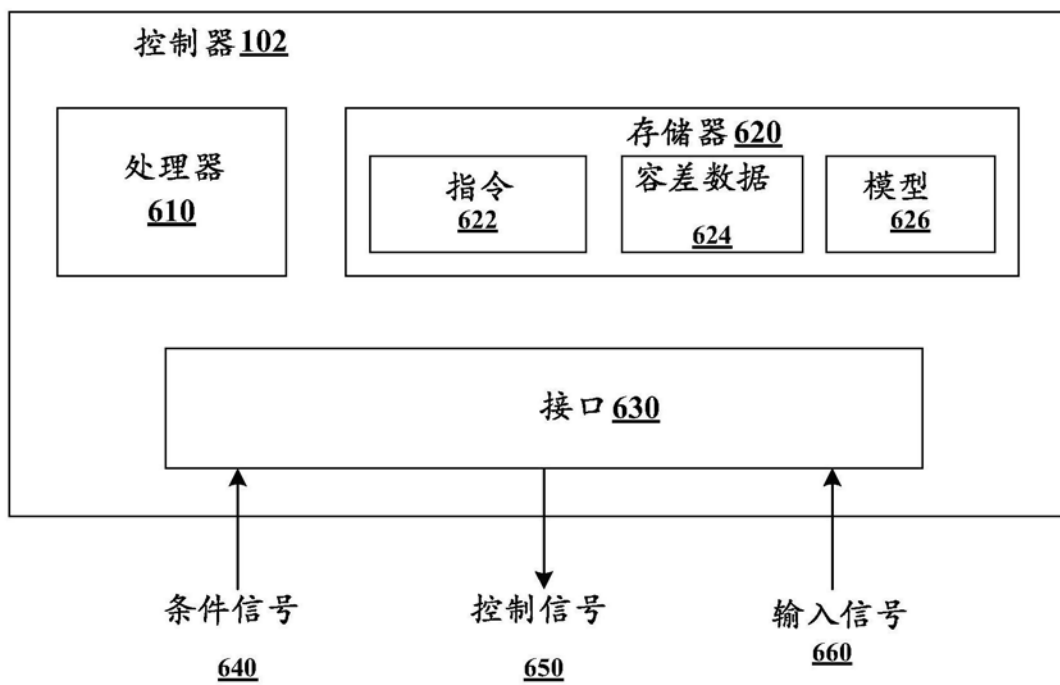 控制器102
处理器
610
存储器620
指令
622
容差数据
624
模型
626
接口630
条件信号
640
控制信号
650
输入信号
660